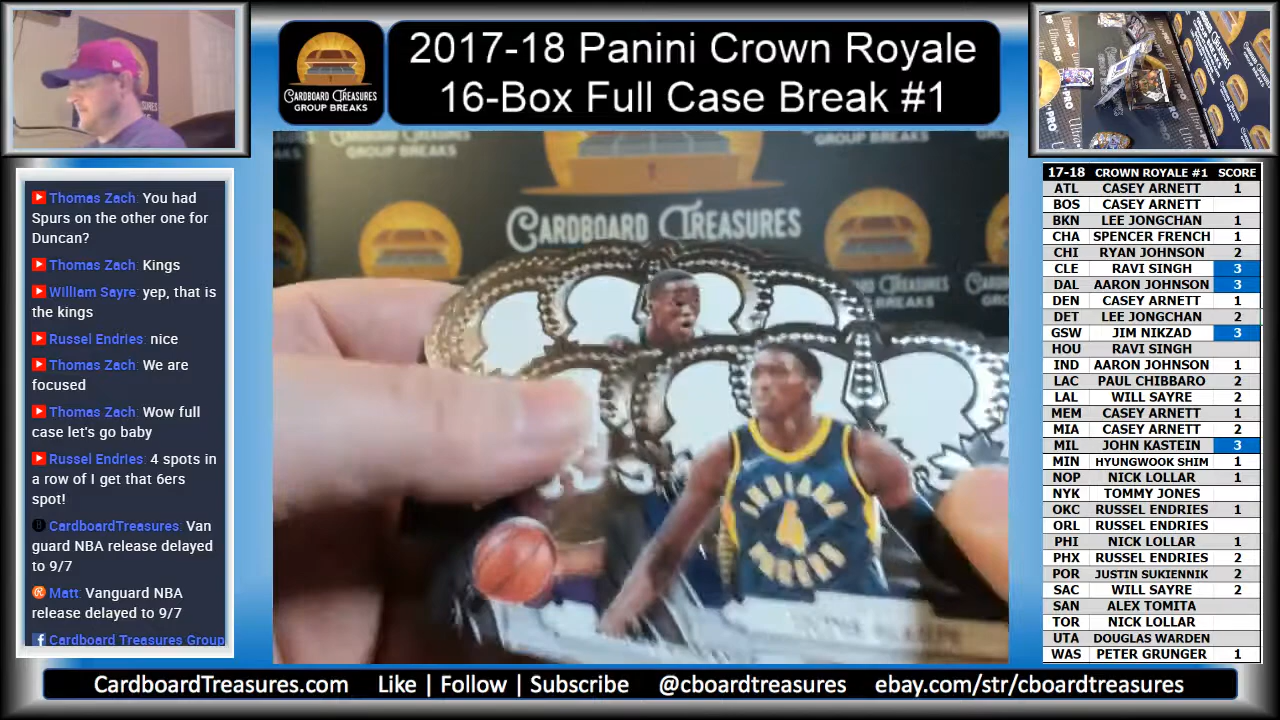 2017-18 Panini Crown Royale
16-Box Full Case Break #1
CARDBOARD TREASURES
GROUP BREAKS
Thomas Zach: You had
Spurs on the other one for
Duncan?
Thomas Zach: Kings
William Sayre: yep, that is
the kings
Russel Endries: nice
Thomas Zach: We are
focused
Thomas Zach: Wow full
case let's go baby
Russel Endries: 4 spots in
a row of I get that 6ers
spot!
CardboardTreasures: Van
guard NBA release delayed
to 9/7
Matt: Vanguard NBA
release delayed to 9/7
Cardboard Treasures Group
GROUP BREAKS
CARDBOARD TREASURES
INDIANA
4
PACERS
17-18 CROWN ROYALE #1 SCORE
ATL CASEY ARNETT 1
BOS CASEY ARNETT
BKN LEE JONGCHAN 1
CHA SPENCER FRENCH 1
CHI RYAN JOHNSON 2
CLE RAVI SINGH 3
DAL AARON JOHNSON 3
DEN CASEY ARNETT 1
DET LEE JONGCHAN 2
GSW JIM NIKZAD 3
HOU RAVI SINGH
IND AARON JOHNSON 1
LAC PAUL CHIBBARO 2
LAL WILL SAYRE 2
MEM CASEY ARNETT 1
MIA CASEY ARNETT 2
MIL JOHN KASTEIN 3
MIN HYUNGWOOK SHIM 1
NOP NICK LOLLAR 1
NYK TOMMY JONES
OKC RUSSEL ENDRIES 1
ORL RUSSEL ENDRIES
PHI NICK LOLLAR 1
PHX RUSSEL ENDRIES 2
POR JUSTIN SUKIENNIK 2
SAC WILL SAYRE 2
SAN ALEX TOMITA
TOR NICK LOLLAR
UTA DOUGLAS WARDEN
WAS PETER GRUNGER 1
CardboardTreasures.com Like | Follow | Subscribe @cboardtreasures ebay.com/str/cboardtreasures